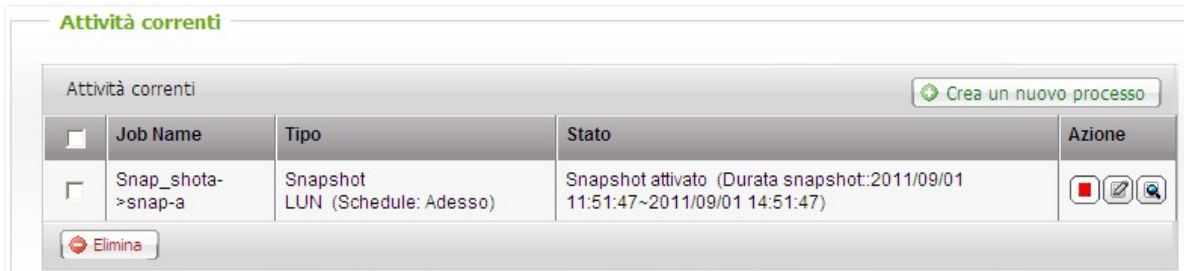 Attività correnti
Attività correnti
Crea un nuovo processo
Job Name Tipo Stato Azione
Snap_shota-
>snap-a
Snapshot
LUN (Schedule: Adesso)
Snapshot attivato (Durata snapshot::2011/09/01
11:51:47~2011/09/01 14:51:47)
Elimina